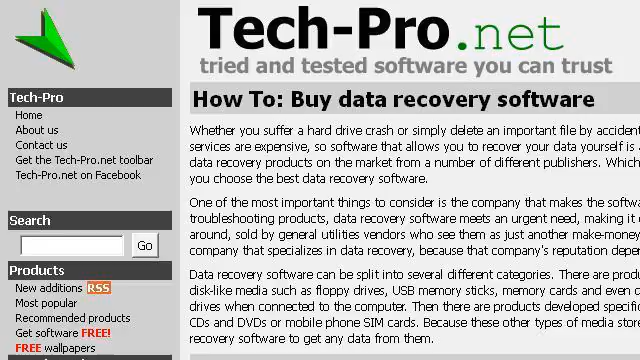 Tech-Pro.net
tried and tested software you can trust
Tech-Pro
Home
About us
Contact us
Get the Tech-Pro.net toolbar
Tech-Pro.net on Facebook
Search
Go
Products
New additions RSS
Most popular
Recommended products
Get software FREE!
FREE wallpapers
How To: Buy data recovery software
Whether you suffer a hard drive crash or simply delete an important file by accident
services are expensive, so software that allows you to recover your data yourself is a
data recovery products on the market from a number of different publishers. Which
you choose the best data recovery software.
One of the most important things to consider is the company that makes the softwa
troubleshooting products, data recovery software meets an urgent need, making it
around, sold by general utilities vendors who see them as just another make-money
company that specializes in data recovery, because that company's reputation depe
Data recovery software can be split into several different categories. There are produ
disk-like media such as floppy drives, USB memory sticks, memory cards and even
drives when connected to the computer. Then there are products developed specific
CDs and DVDs or mobile phone SIM cards. Because these other types of media store
recovery software to get any data from them.